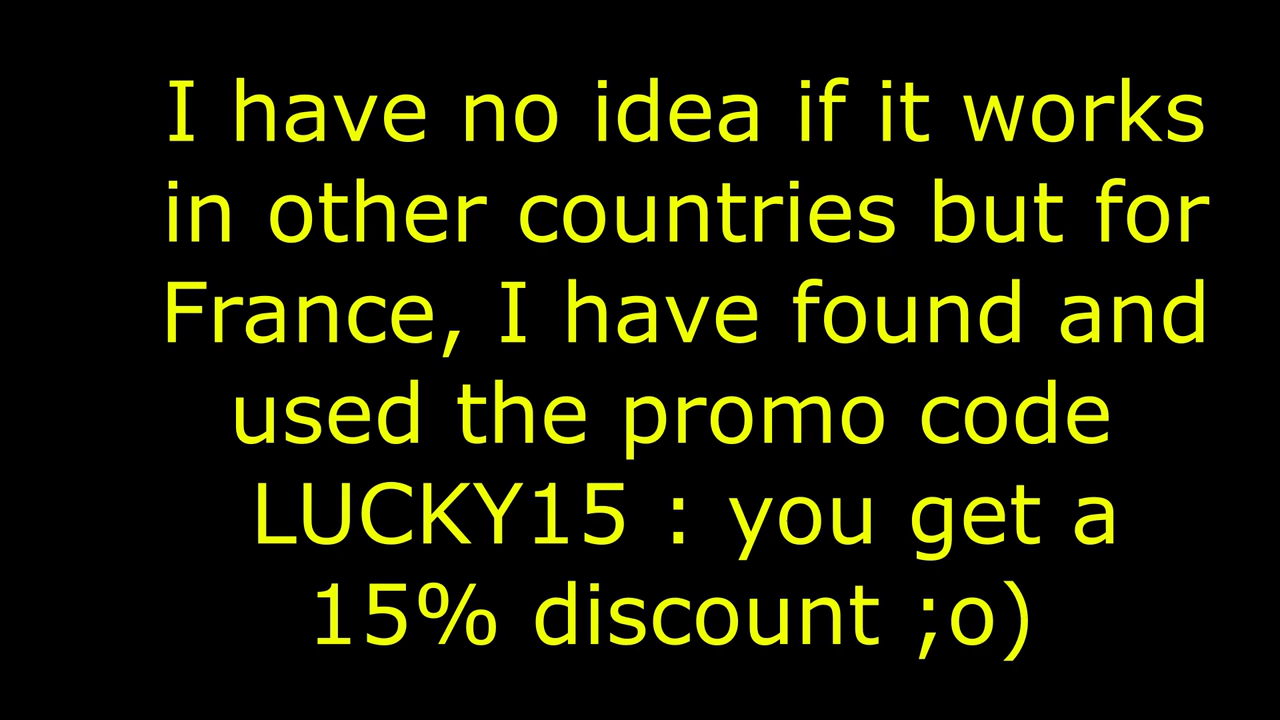 I have no idea if it works
in other countries but for
France, I have found and
used the promo code
LUCKY15 : you get a
15% discount ;o)